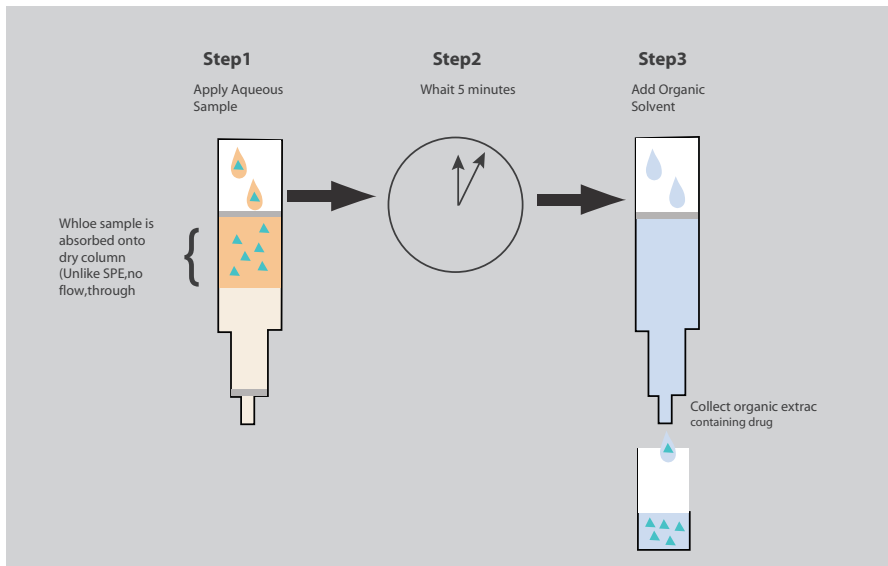 Step1
Apply Aqueous
Sample
Step2
Whait 5 minutes
Step3
Add Organic
Solvent
Whloe sample is
absorbed onto
dry column
(Unlike SPE,no
flow,through
Collect organic extrac
containing drug